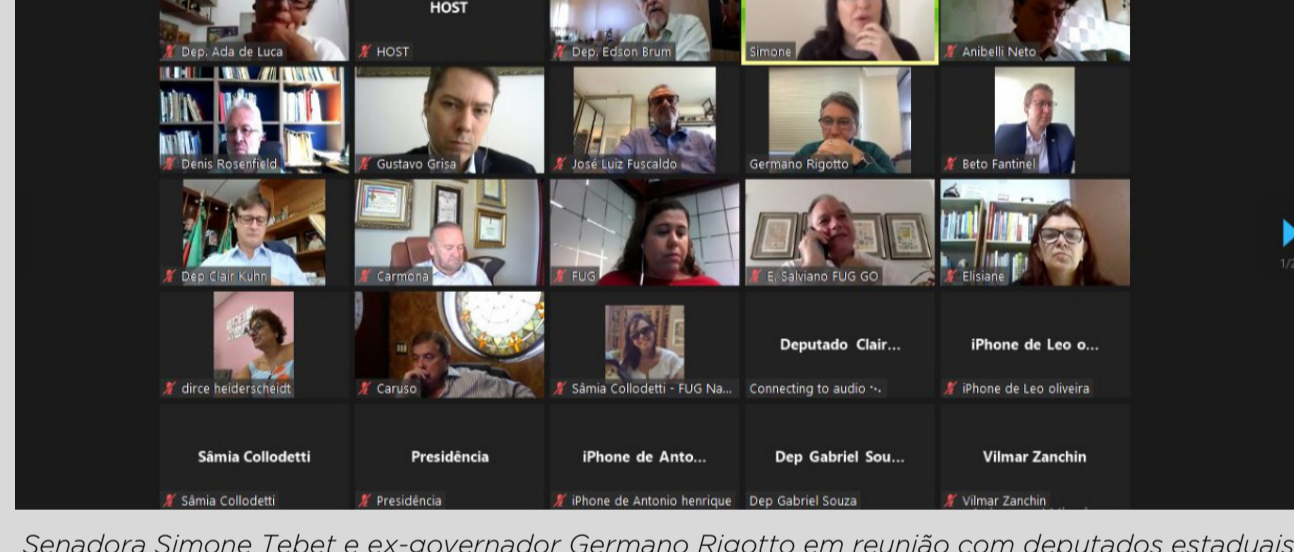 HOST
Dep. Ada de Luca
HOST
Dep. Edson Brum
Simone
Anibelli Neto
Denis Rosenfield
Gustavo Grisa
José Luiz Fuscaldo
Germano Rigotto
Beto Fantinel
Dep Clair Kuhn
Carmona
FUG
E. Salviano FUG GO
Elisiane
1/2
dirce heiderscheidt
Caruso
Sâmia Collodetti - FUG Na...
Deputado Clair...
Connecting to audio
iPhone de Leo o...
iPhone de Leo oliveira
Sâmia Collodetti
Presidência
iPhone de Anto...
Dep Gabriel Sou...
Vilmar Zanchin
Sâmia Collodetti
Presidência
iPhone de Antonio henrique
Dep Gabriel Souza
Vilmar Zanchin
Senadora Simone Tebet e ex-governador Germano Rigotto em reunião com deputados estaduais